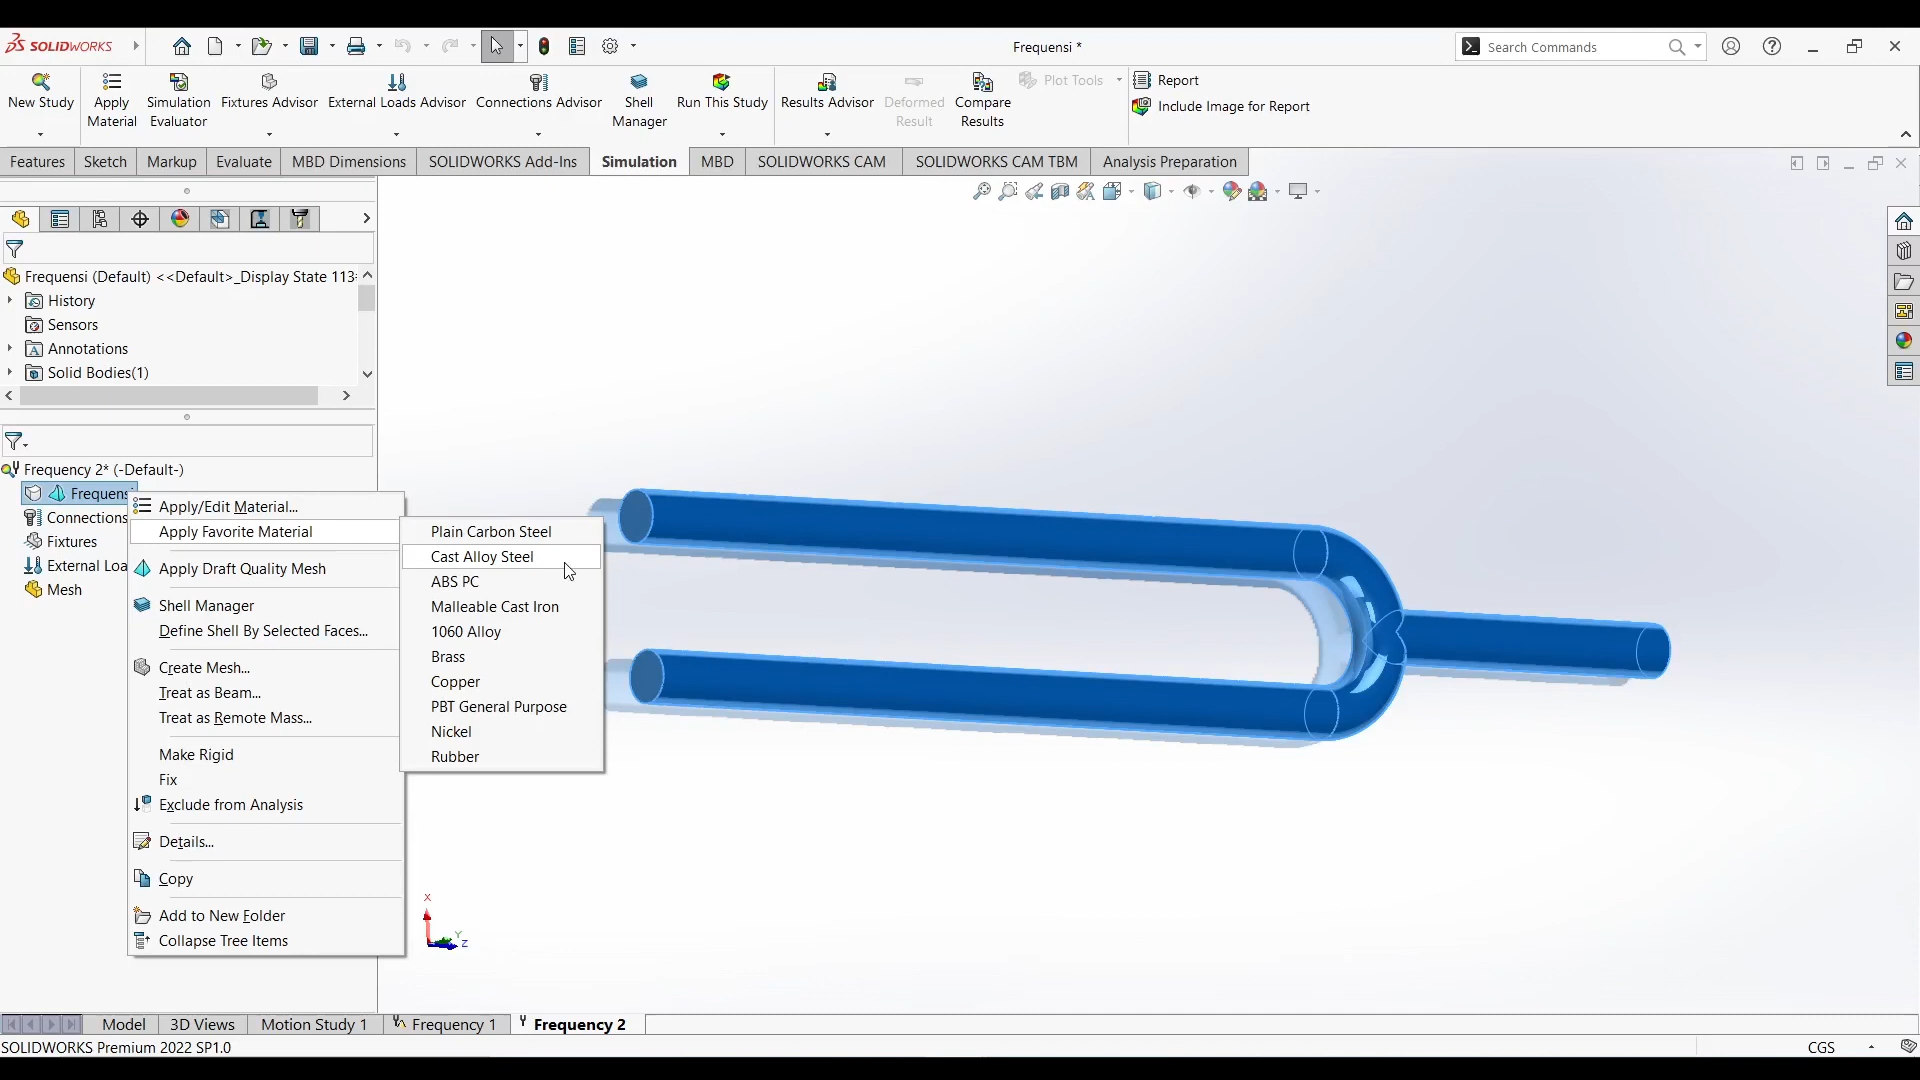 SOLIDWORKS
Frequensi *
Search Commands
New Study
Apply Material
Simulation Evaluator
Fixtures Advisor
External Loads Advisor
Connections Advisor
Shell Manager
Run This Study
Results Advisor
Deformed Result
Compare Results
Plot Tools
Report
Include Image for Report
Features
Sketch
Markup
Evaluate
MBD Dimensions
SOLIDWORKS Add-Ins
Simulation
MBD
SOLIDWORKS CAM
SOLIDWORKS CAM TBM
Analysis Preparation
Frequensi (Default) <<Default>_Display State 113
History
Sensors
Annotations
Solid Bodies(1)
Frequency 2* (-Default-)
Frequens
Connections
Fixtures
External Loa
Mesh
Apply/Edit Material...
Apply Favorite Material
Apply Draft Quality Mesh
Shell Manager
Define Shell By Selected Faces...
Create Mesh...
Treat as Beam...
Treat as Remote Mass...
Make Rigid
Fix
Exclude from Analysis
Details...
Copy
Add to New Folder
Collapse Tree Items
Plain Carbon Steel
Cast Alloy Steel
ABS PC
Malleable Cast Iron
1060 Alloy
Brass
Copper
PBT General Purpose
Nickel
Rubber
X
Y
Z
Model
3D Views
Motion Study 1
Frequency 1
Frequency 2
SOLIDWORKS Premium 2022 SP1.0
CGS